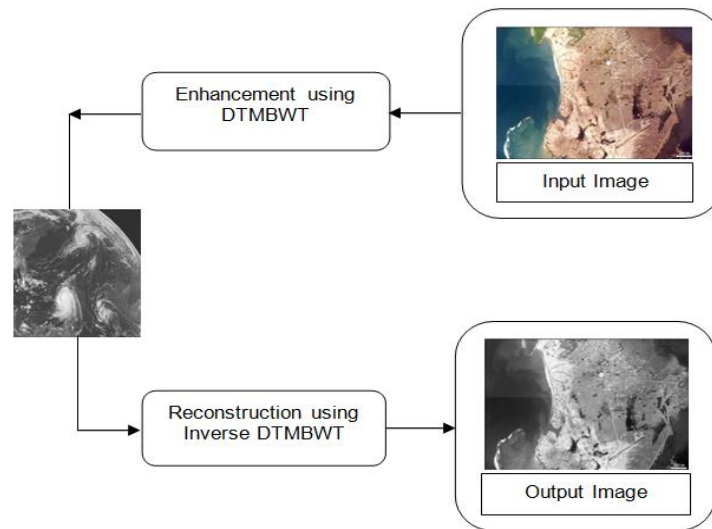 Enhancement using
DTMBWT
Input Image
Reconstruction using
Inverse DTMBWT
Output Image